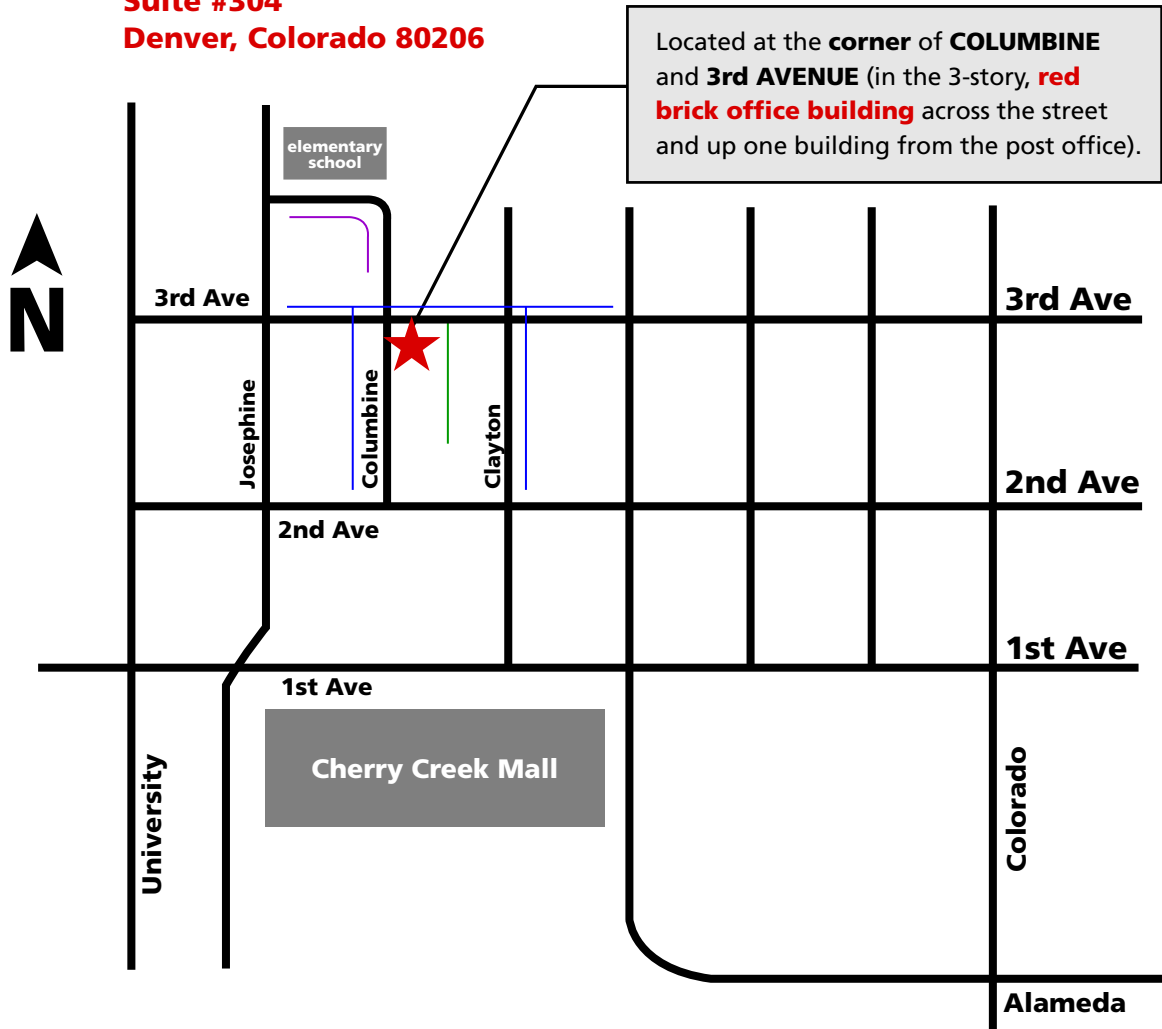 Suite #304
Denver, Colorado 80206
Located at the corner of COLUMBINE
and 3rd AVENUE (in the 3-story, red
brick office building across the street
and up one building from the post office).
elementary
school
N
3rd Ave
3rd Ave
Josephine
Columbine
Clayton
2nd Ave
2nd Ave
1st Ave
1st Ave
Cherry Creek Mall
University
Colorado
Alameda